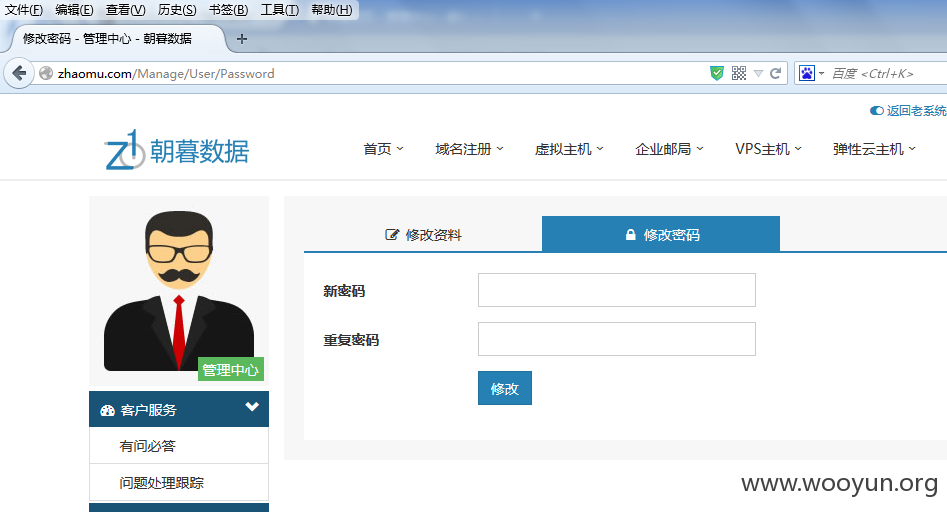 文件(F) 编辑(E) 查看(V) 历史(S) 书签(B) 工具(T) 帮助(H)
修改密码 - 管理中心 - 朝暮数据 +
zhaomu.com/Manage/User/Password 百度 <Ctrl+K>
返回老系统
朝暮数据 首页 域名注册 虚拟主机 企业邮局 VPS主机 弹性云主机
修改资料 修改密码
新密码
重复密码
管理中心
修改
客户服务
有问必答
问题处理跟踪
www.wooyun.org